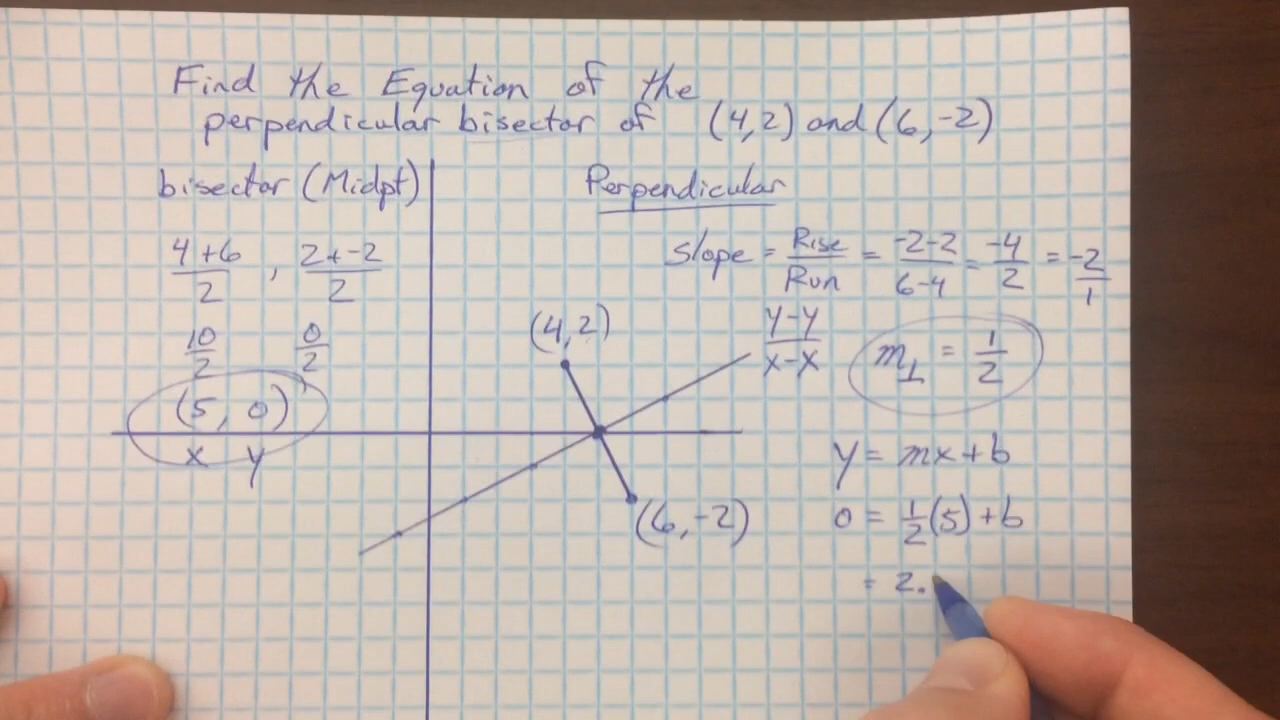 Find the Equation of the
perpendicular bisector of (4,2) and (6,-2)
bisector (Midpt)
4+6/2 , 2+-2/2
10/2 , 0/2
(5, 0)
x y
Perpendicular
Slope = Rise/Run = -2-2/6-4 = -4/2 = -2/1
y-y/x-x
m⊥ = 1/2
(4,2)
(6,-2)
y = mx+b
0 = 1/2(5) +b
= 2.